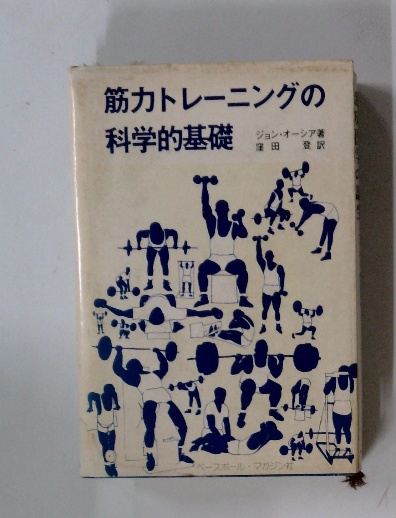 筋力トレーニングの
科学的基礎
ジョン・オーシア著
窪田 登訳
ベースボール・マガジン社